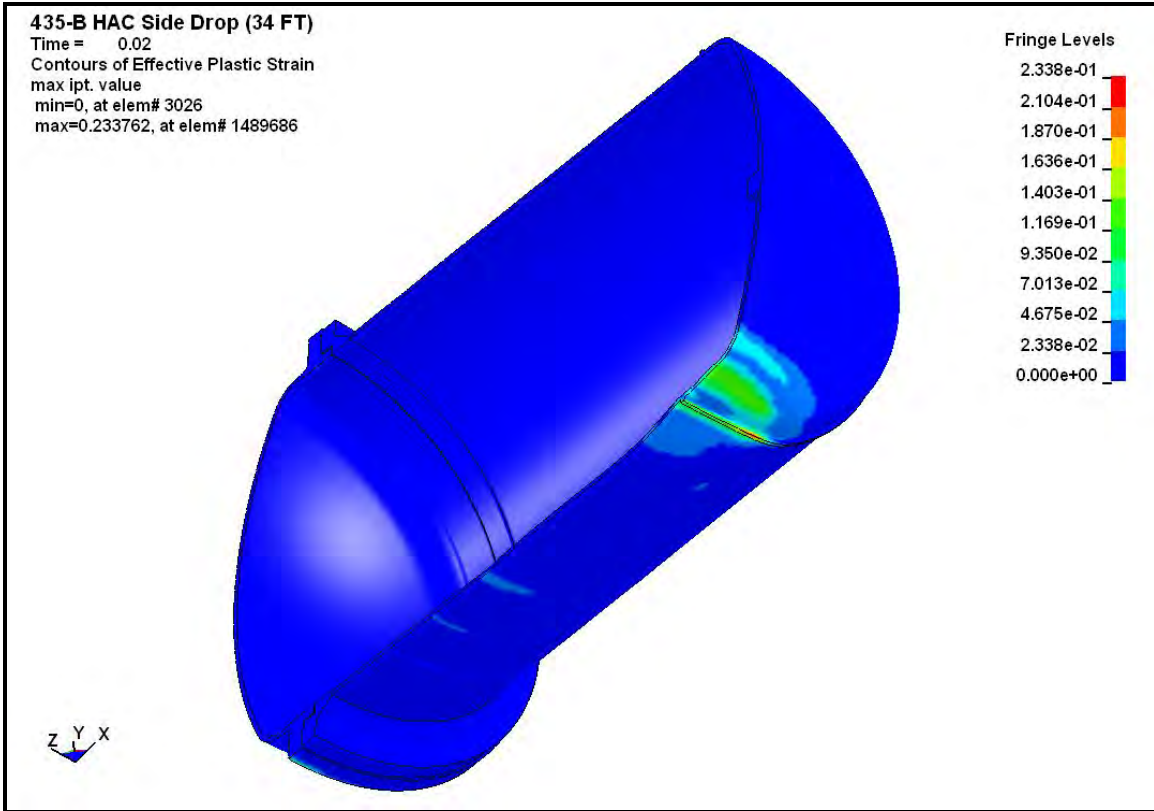 435-B HAC Side Drop (34 FT)
Time = 0.02
Contours of Effective Plastic Strain
max ipt. value
min=0, at elem# 3026
max=0.233762, at elem# 1489686
Fringe Levels
2.338e-01
2.104e-01
1.870e-01
1.636e-01
1.403e-01
1.169e-01
9.350e-02
7.013e-02
4.675e-02
2.338e-02
0.000e+00
Z Y X